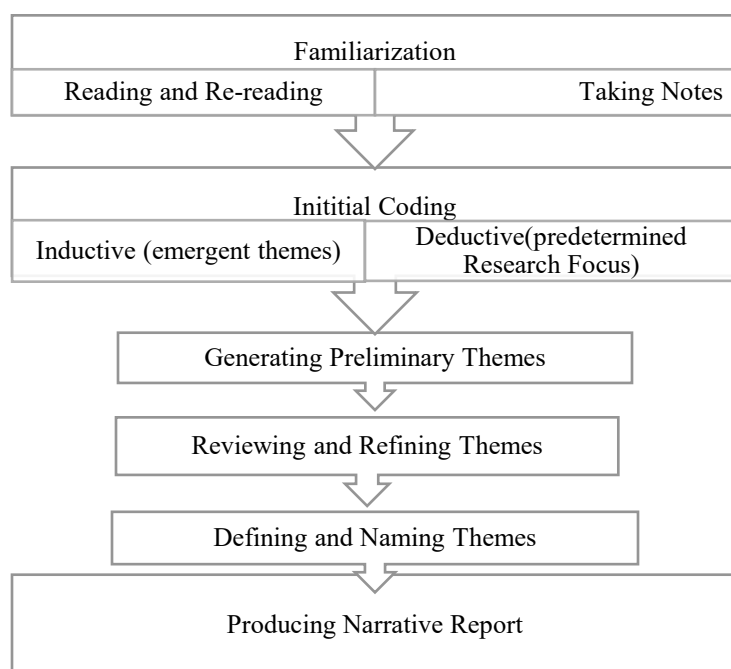 Familiarization
Reading and Re-reading
Taking Notes
Inititial Coding
Inductive (emergent themes)
Deductive(predetermined
Research Focus)
Generating Preliminary Themes
Reviewing and Refining Themes
Defining and Naming Themes
Producing Narrative Report